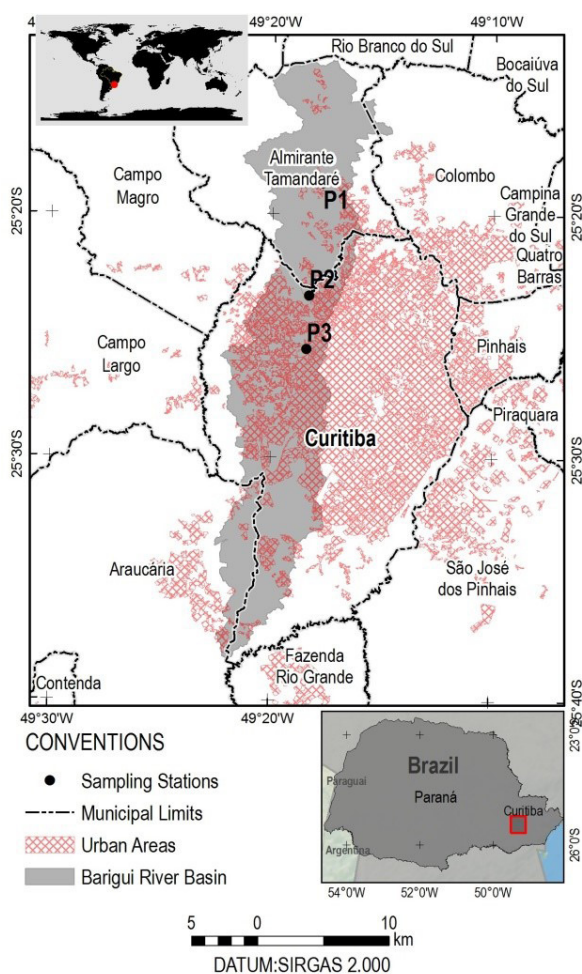 49°20'W
49°10'W
Rio Branco do Sul
Bocaiúva
do Sul
Almirante
Tamandaré
Colombo
Campo
Magro
P1
Campina
Grande
do Sul
Quatro
Barras
25°20'S
25°20'S
P2
P3
Campo
Largo
Pinhais
Piraquara
Curitiba
25°30'S
25°30'S
Araucária
São José
dos Pinhais
Fazenda
Rio Grande
Contenda
25°40'S
49°30'W
49°20'W
CONVENTIONS
Sampling Stations
Municipal Limits
Urban Areas
Barigui River Basin
23°0'S
Brazil
Paraguai
Paraná
Curitiba
Argentina
26°0'S
54°0'W
52°0'W
50°0'W
5
0
5
10
km
DATUM:SIRGAS 2.000